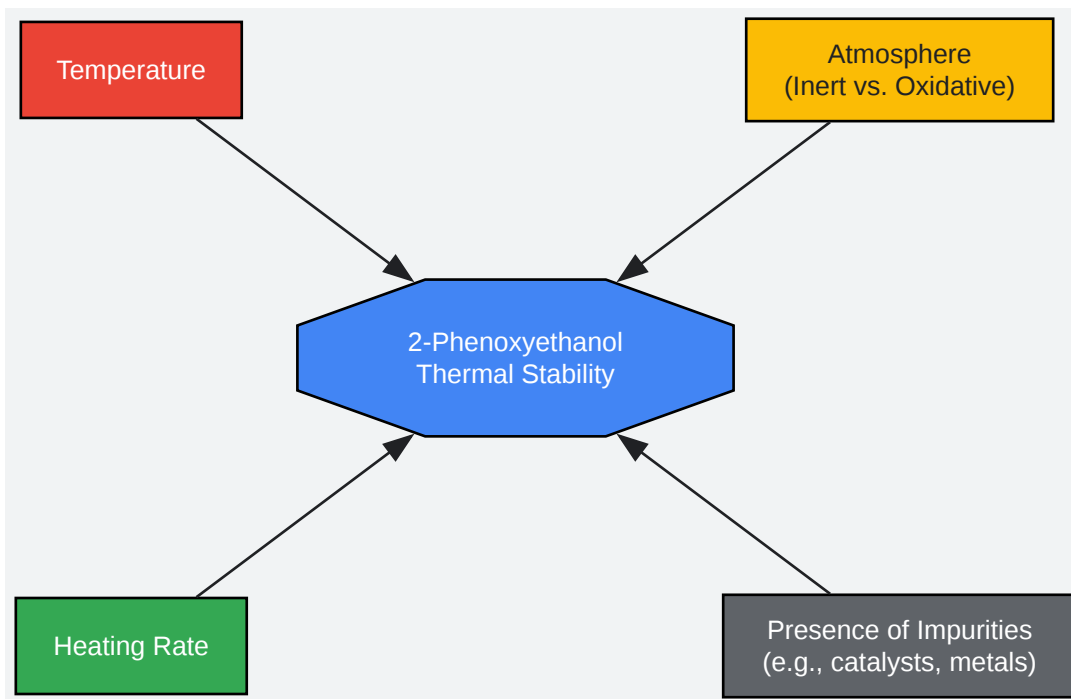 Temperature
Atmosphere
(Inert vs. Oxidative)
2-Phenoxyethanol
Thermal Stability
Heating Rate
Presence of Impurities
(e.g., catalysts, metals)